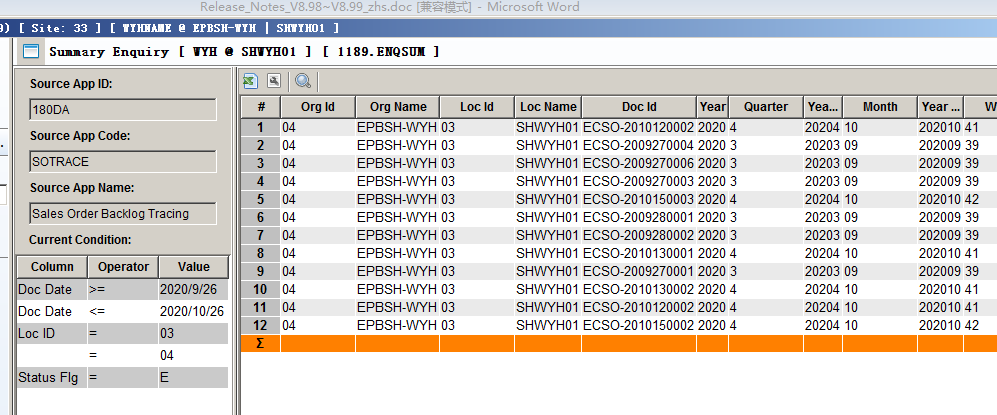 Release_Notes_V8.98~V8.99_zhs.doc [兼容模式] - Microsoft Word
) [ Site: 33 ] [ WYHNAME @ EPBSH-WYH | SHWYH01 ]
Summary Enquiry [ WYH @ SHWYH01 ] [ 1189.ENQSUM ]
Source App ID:
180DA
Source App Code:
SOTRACE
Source App Name:
Sales Order Backlog Tracing
Current Condition:
Column Operator Value
Doc Date >= 2020/9/26
Doc Date <= 2020/10/26
Loc ID = 03
= 04
Status Flg = E
# Org Id Org Name Loc Id Loc Name Doc Id Year Quarter Yea... Month Year ... W
1 04 EPBSH-WYH 03 SHWYH01 ECSO-2010120002 2020 4 20204 10 202010 41
2 04 EPBSH-WYH 03 SHWYH01 ECSO-2009270004 2020 3 20203 09 202009 39
3 04 EPBSH-WYH 03 SHWYH01 ECSO-2009270006 2020 3 20203 09 202009 39
4 04 EPBSH-WYH 03 SHWYH01 ECSO-2009270003 2020 3 20203 09 202009 39
5 04 EPBSH-WYH 03 SHWYH01 ECSO-2010150003 2020 4 20204 10 202010 42
6 04 EPBSH-WYH 03 SHWYH01 ECSO-2009280001 2020 3 20203 09 202009 39
7 04 EPBSH-WYH 03 SHWYH01 ECSO-2009280002 2020 3 20203 09 202009 39
8 04 EPBSH-WYH 03 SHWYH01 ECSO-2010130001 2020 4 20204 10 202010 41
9 04 EPBSH-WYH 03 SHWYH01 ECSO-2009270001 2020 3 20203 09 202009 39
10 04 EPBSH-WYH 03 SHWYH01 ECSO-2010130002 2020 4 20204 10 202010 41
11 04 EPBSH-WYH 03 SHWYH01 ECSO-2010120002 2020 4 20204 10 202010 41
12 04 EPBSH-WYH 03 SHWYH01 ECSO-2010150002 2020 4 20204 10 202010 42
Σ